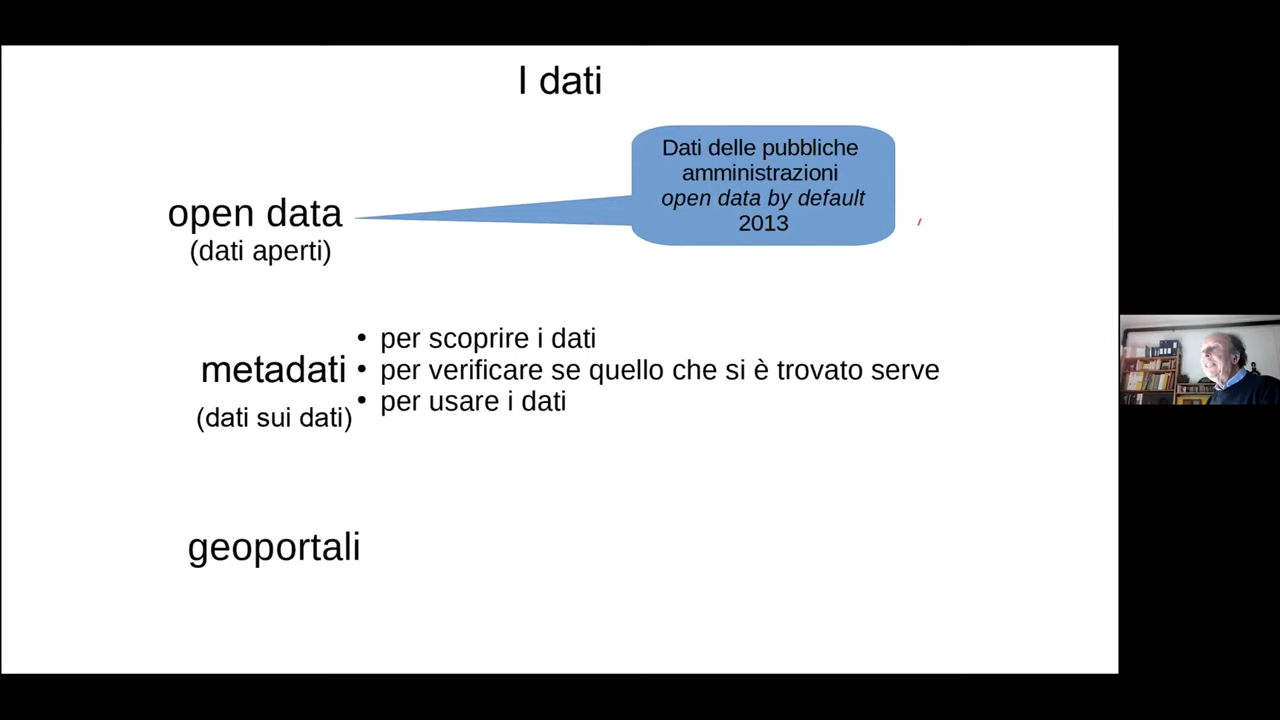 I dati
Dati delle pubbliche
amministrazioni
open data by default
2013
open data
(dati aperti)
metadati
(dati sui dati)
• per scoprire i dati
• per verificare se quello che si è trovato serve
• per usare i dati
geoportali